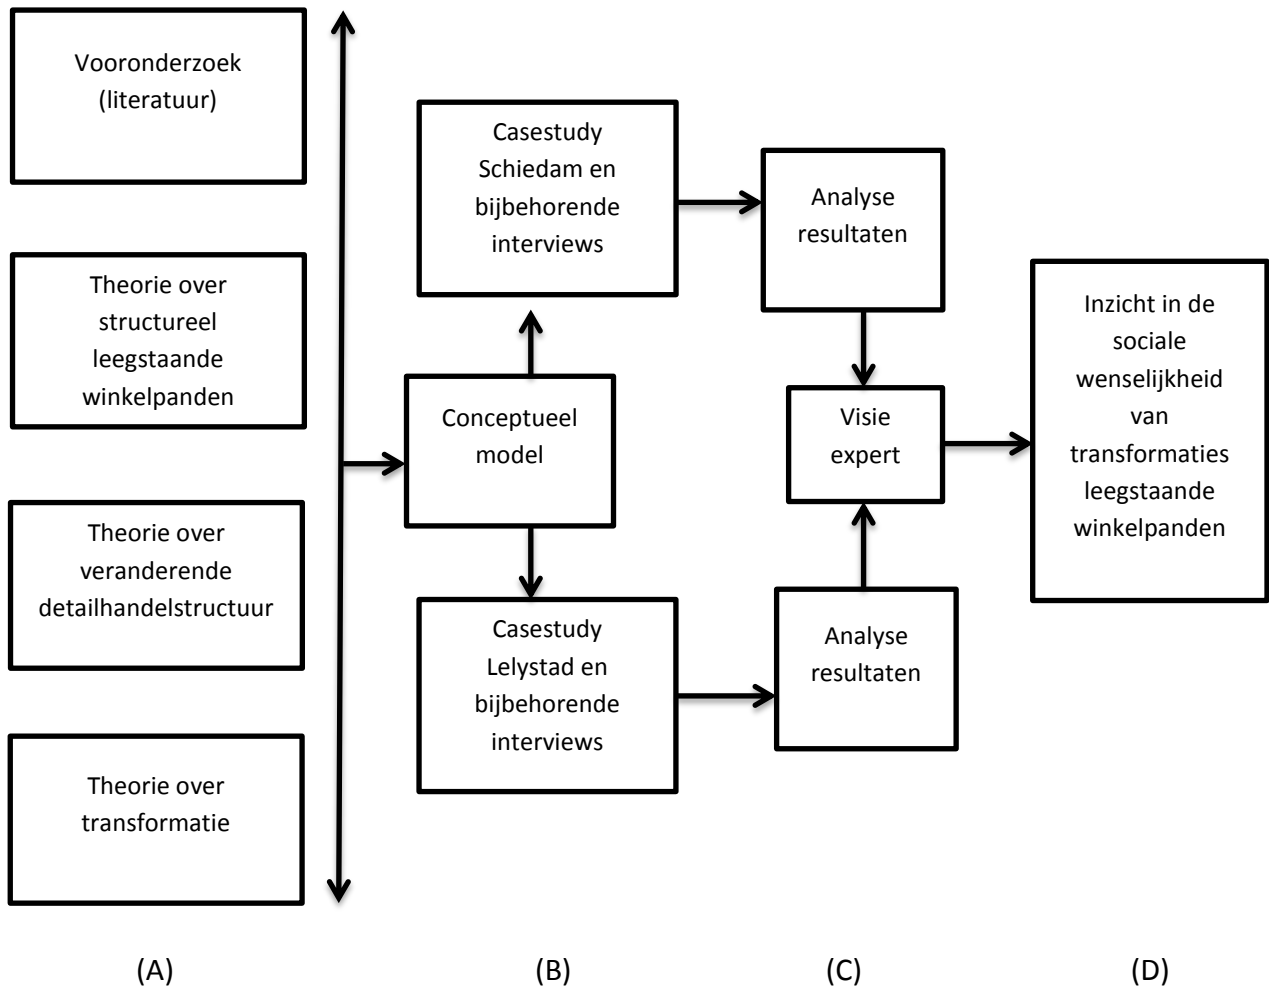 Vooronderzoek
(literatuur)
Theorie over
structureel
leegstaande
winkelpanden
Theorie over
veranderende
detailhandelstructuur
Theorie over
transformatie
(A)
Casestudy
Schiedam en
bijbehorende
interviews
Conceptueel
model
Casestudy
Lelystad en
bijbehorende
interviews
(B)
Analyse
resultaten
Visie
expert
Analyse
resultaten
(C)
Inzicht in de
sociale
wenselijkheid
van
transformaties
leegstaande
winkelpanden
(D)